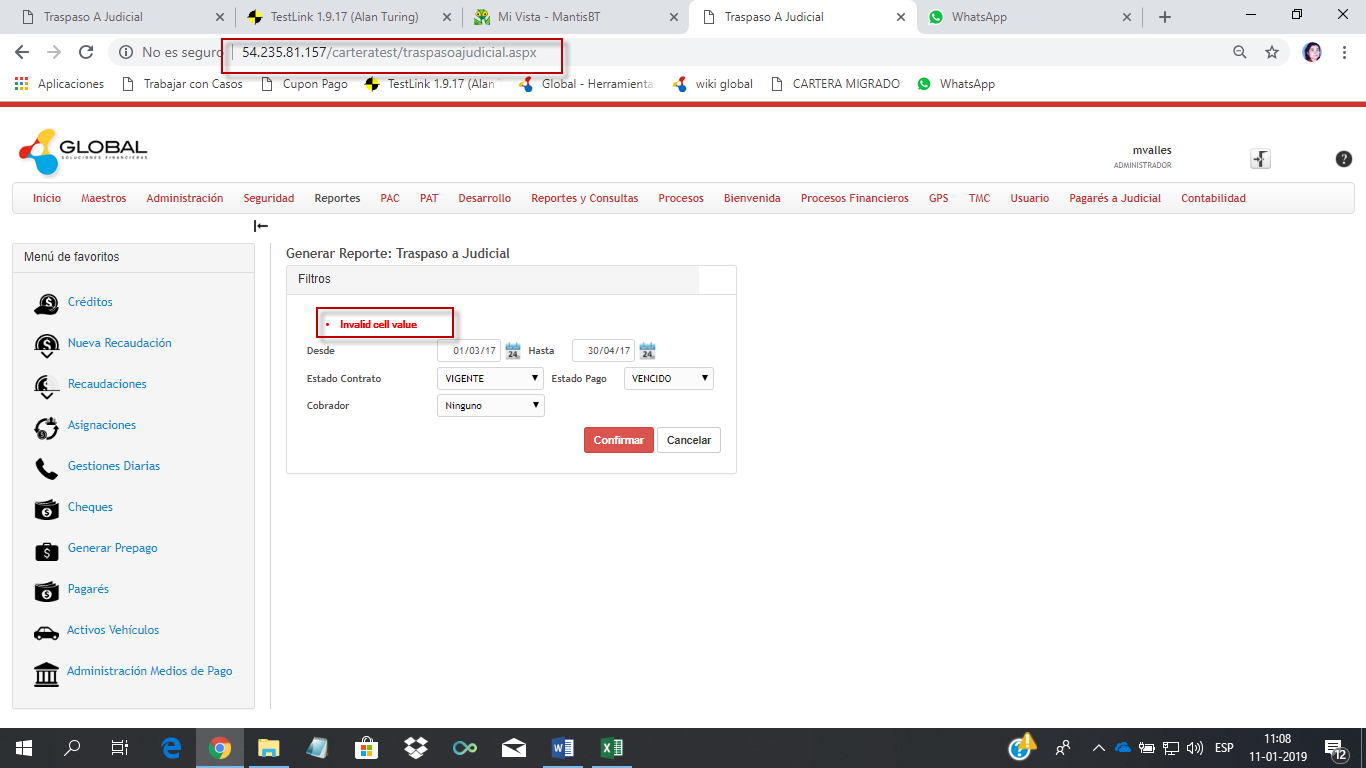 Traspaso A Judicial
TestLink 1.9.17 (Alan Turing)
Mi Vista - MantisBT
Traspaso A Judicial
WhatsApp
No es seguro
54.235.81.157/carteratest/traspasoajudicial.aspx
Aplicaciones
Trabajar con Casos
Cupon Pago
TestLink 1.9.17 (Alan
Global - Herramienta
wiki global
CARTERA MIGRADO
WhatsApp
GLOBAL
SOLUCIONES FINANCIERAS
mvalles
ADMINISTRADOR
?
Inicio Maestros Administración Seguridad Reportes PAC PAT Desarrollo Reportes y Consultas Procesos Bienvenida Procesos Financieros GPS TMC Usuario Pagarés a Judicial Contabilidad
Menú de favoritos
Créditos
Nueva Recaudación
Recaudaciones
Asignaciones
Gestiones Diarias
Cheques
Generar Prepago
Pagarés
Activos Vehículos
Administración Medios de Pago
Generar Reporte: Traspaso a Judicial
Filtros
• Invalid cell value
Desde 01/03/17 24 Hasta 30/04/17 24
Estado Contrato VIGENTE Estado Pago VENCIDO
Cobrador Ninguno
Confirmar Cancelar
ESP
11:08
11-01-2019
12